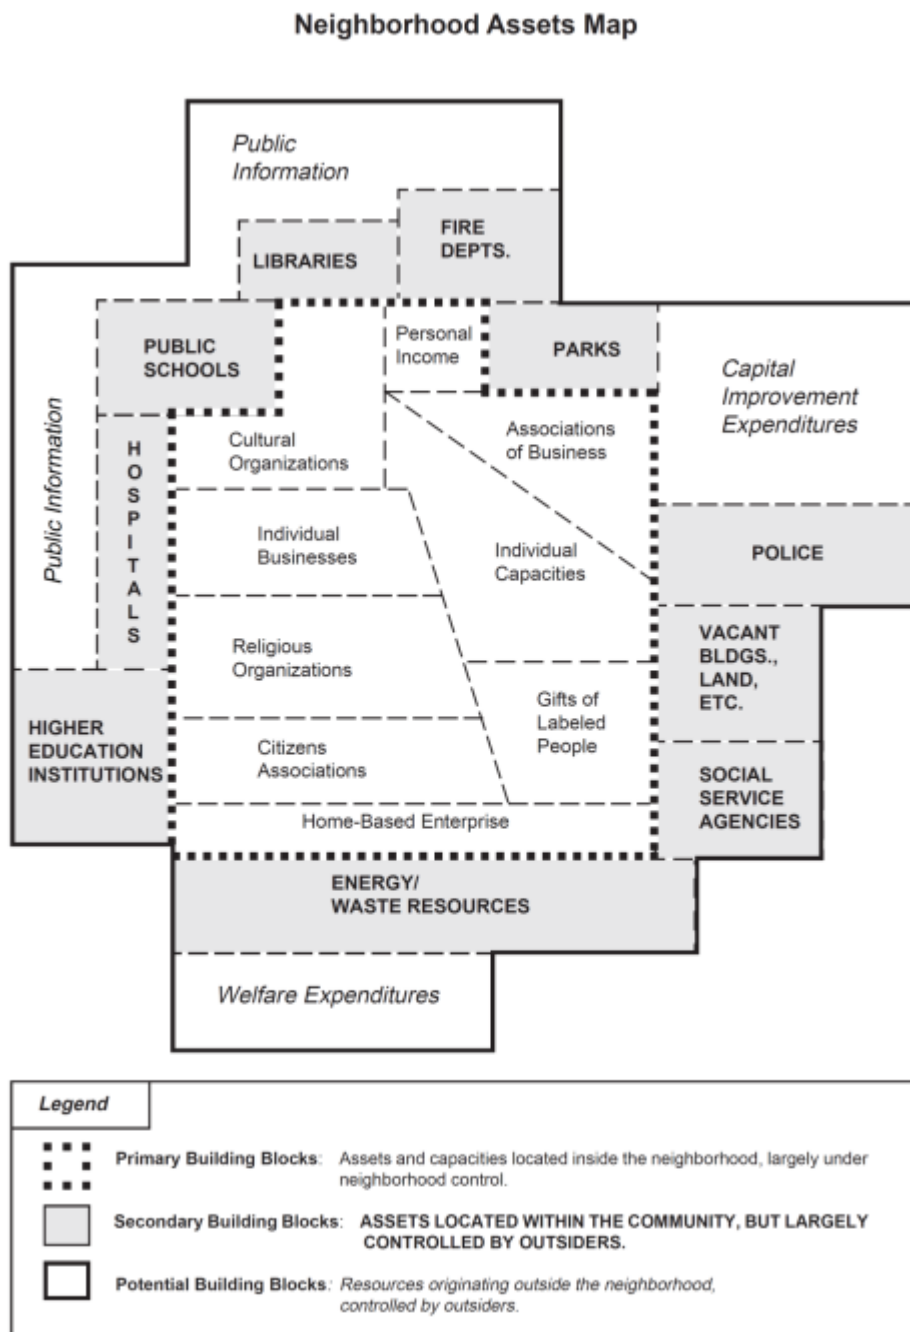 Neighborhood Assets Map
Public
Information
FIRE
DEPTS.
LIBRARIES
Personal
Income
PARKS
PUBLIC
SCHOOLS
Capital
Improvement
Expenditures
Public Information
HOSPITALS
Cultural
Organizations
Associations
of Business
Individual
Businesses
Individual
Capacities
POLICE
Religious
Organizations
VACANT
BLDGS.,
LAND,
ETC.
Gifts of
Labeled
People
HIGHER
EDUCATION
INSTITUTIONS
Citizens
Associations
SOCIAL
SERVICE
AGENCIES
Home-Based Enterprise
ENERGY/
WASTE RESOURCES
Welfare Expenditures
Legend
Primary Building Blocks: Assets and capacities located inside the neighborhood, largely under
neighborhood control.
Secondary Building Blocks: ASSETS LOCATED WITHIN THE COMMUNITY, BUT LARGELY
CONTROLLED BY OUTSIDERS.
Potential Building Blocks: Resources originating outside the neighborhood,
controlled by outsiders.